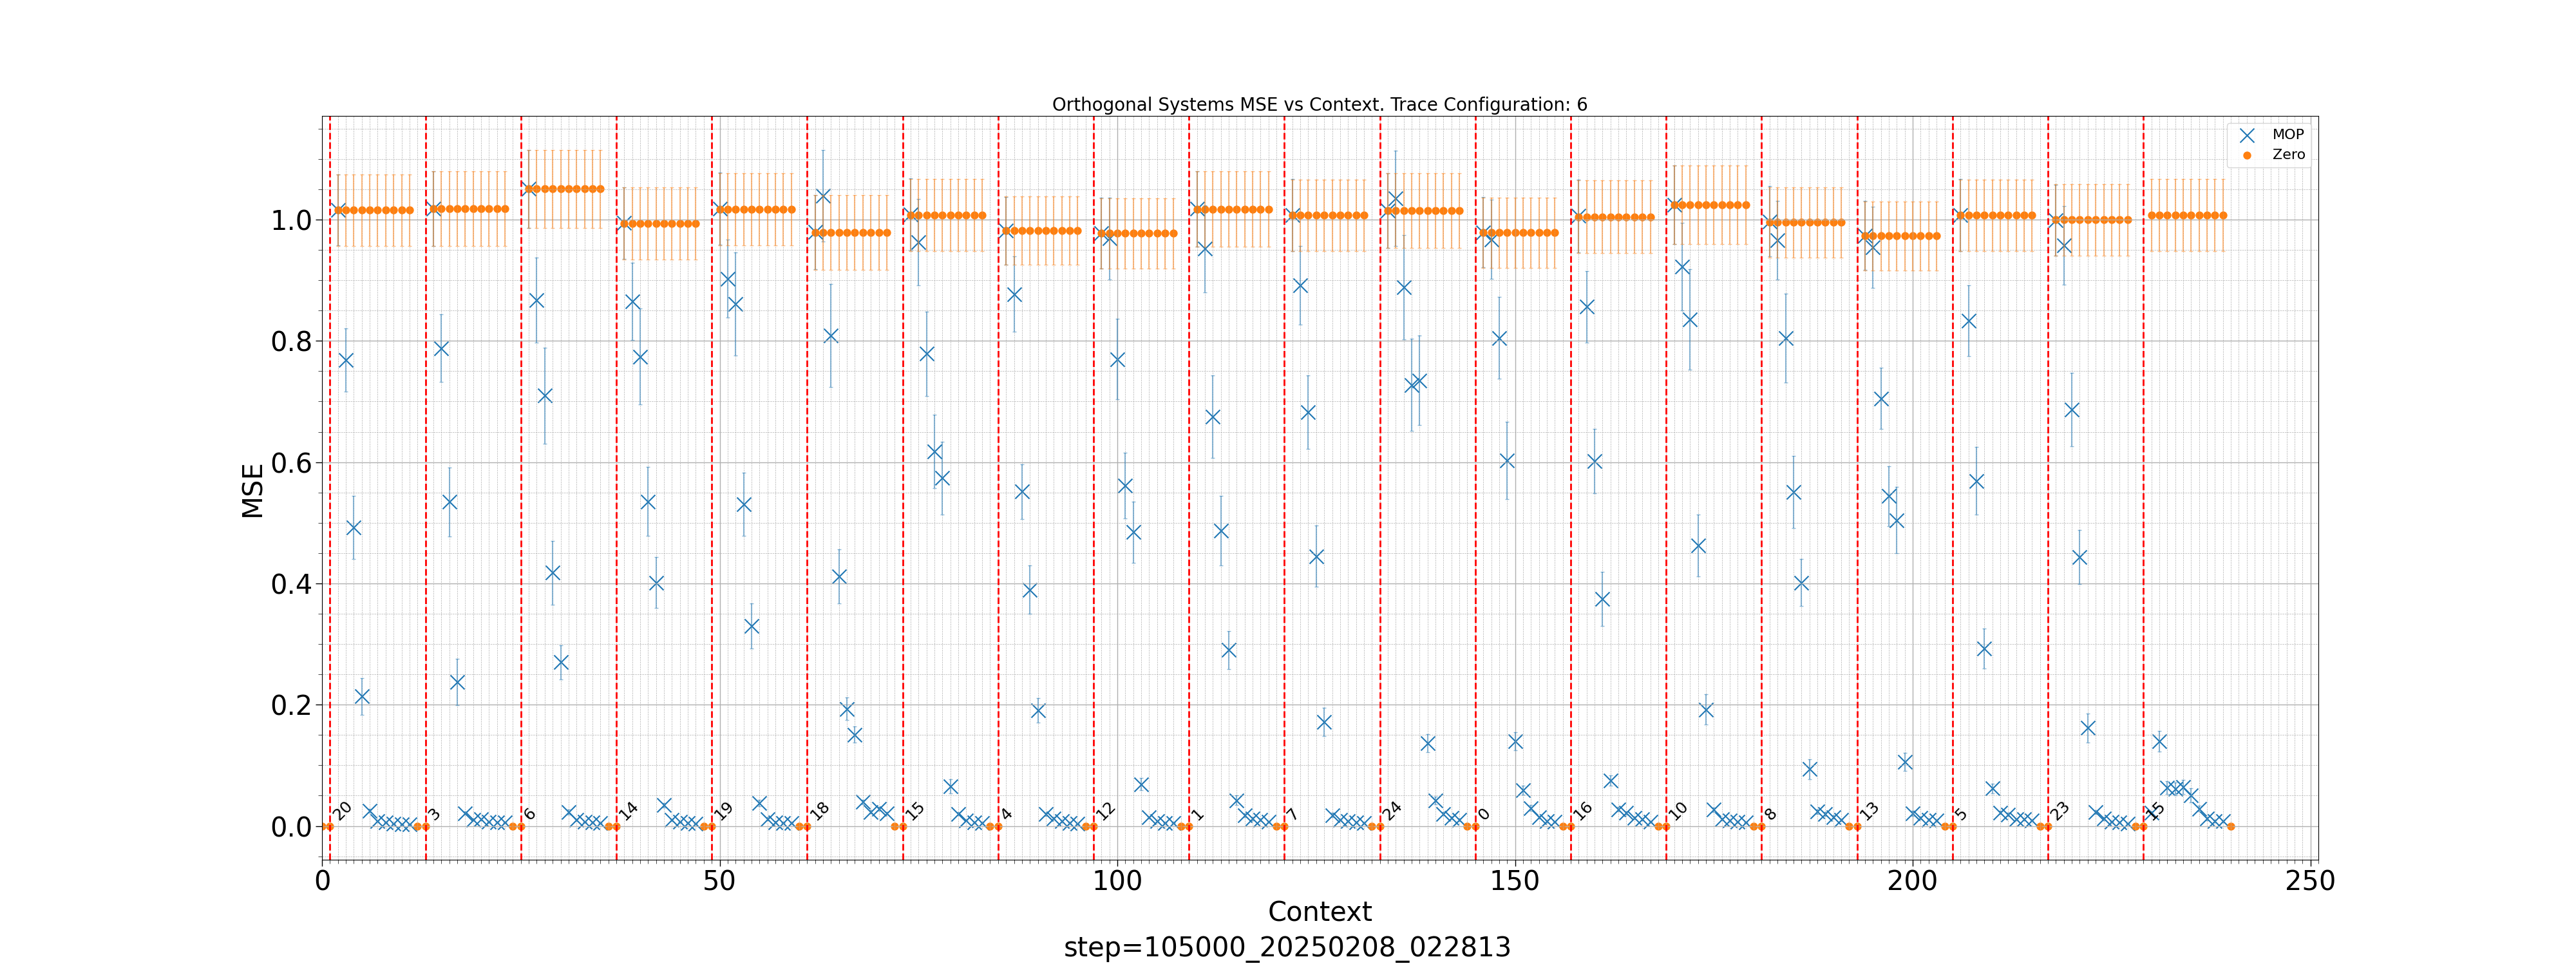 Orthogonal Systems MSE vs Context. Trace Configuration: 6
MOP
Zero
MSE
1.0
0.8
0.6
0.4
0.2
0.0
20 3 6 14 19 18 15 4 12 1 7 24 0 16 10 8 13 5 23 15
0 50 100 150 200 250
Context
step=105000_20250208_022813